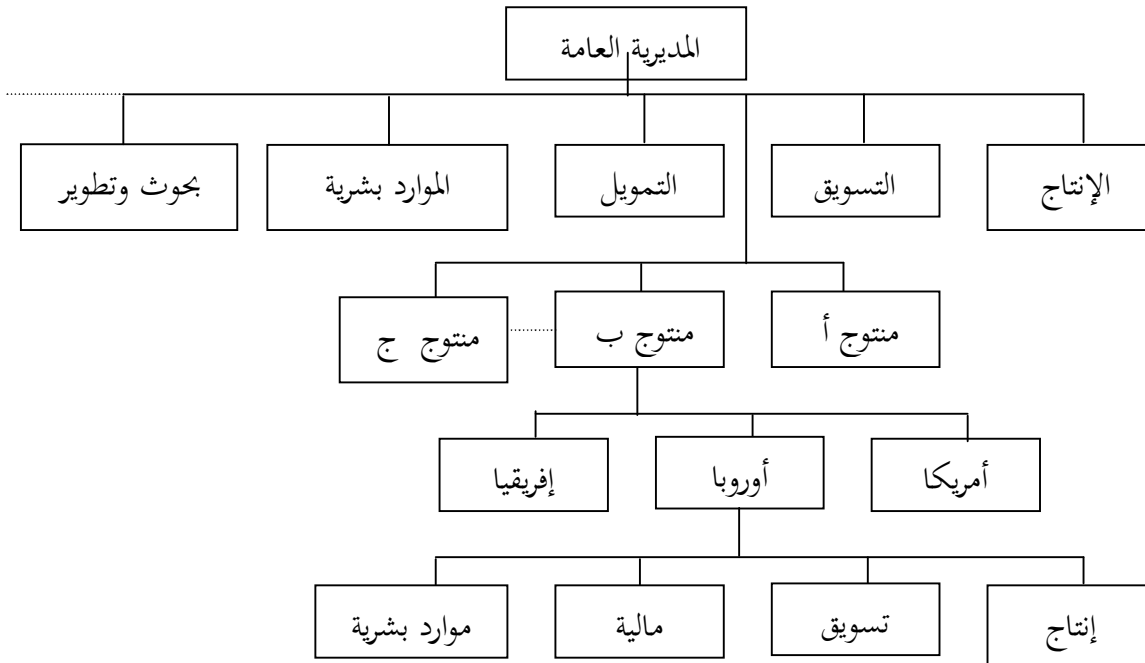 المديرية العامة
الإنتاج
التسويق
التمويل
الموارد بشرية
بحوث وتطوير
منتوج أ
منتوج ب
منتوج ج
أمريكا
أوروبا
إفريقيا
إنتاج
تسويق
مالية
موارد بشرية